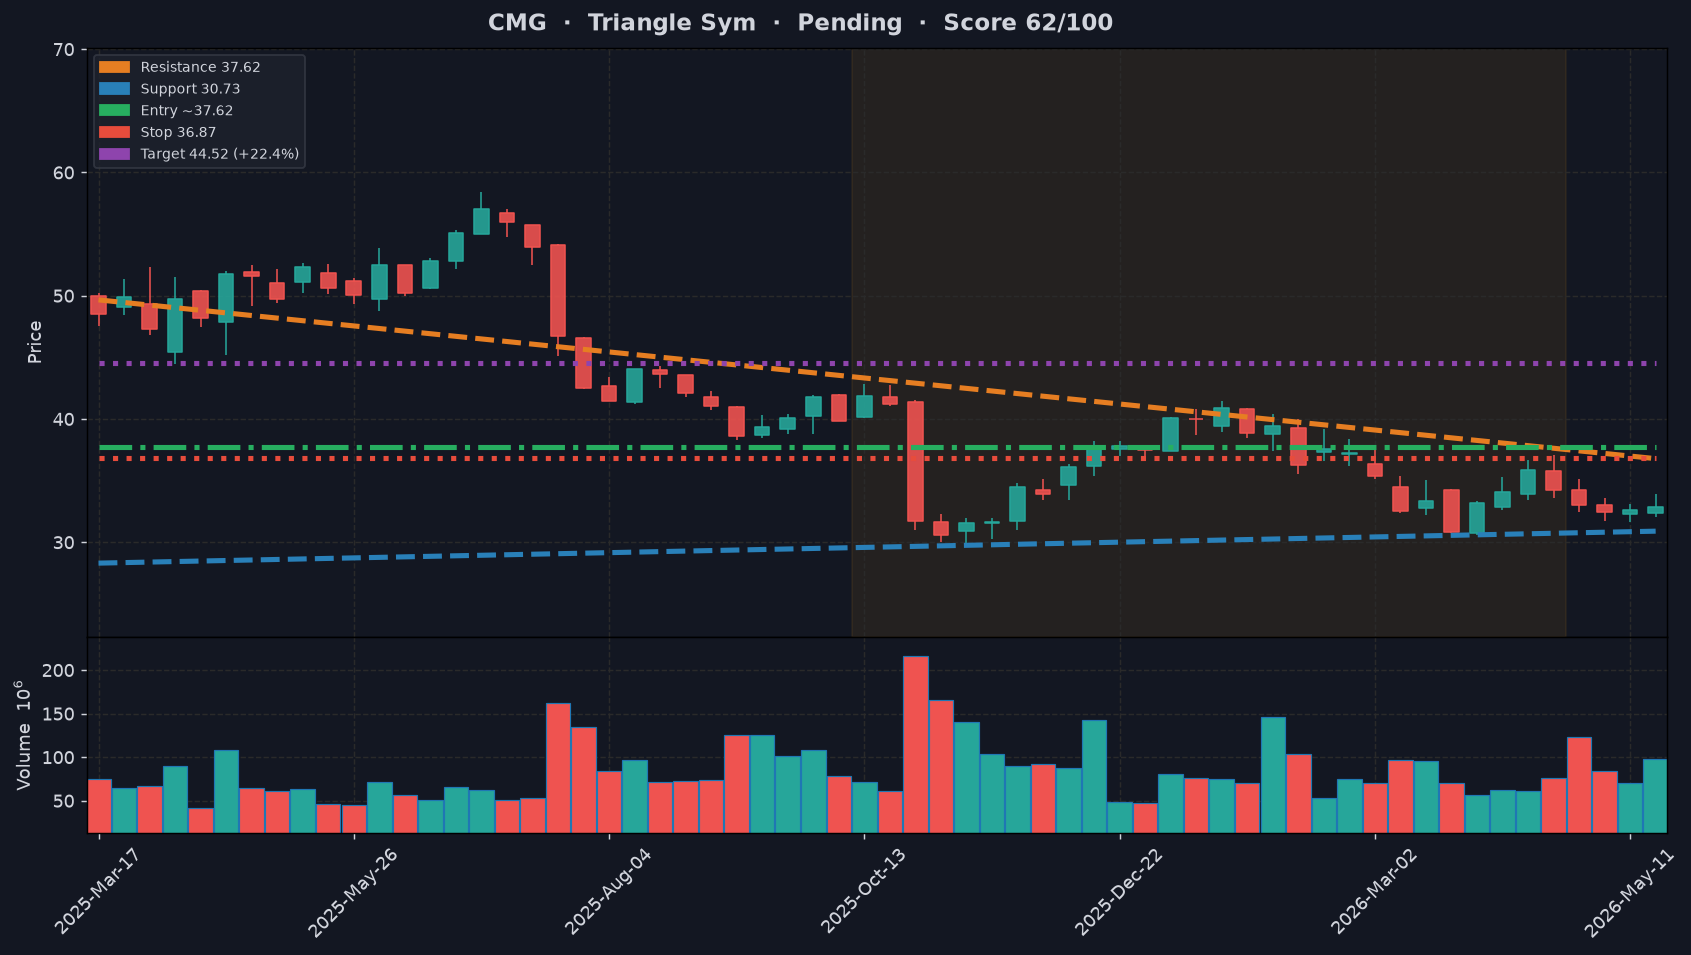 CMG · Triangle Sym · Pending · Score 62/100
Resistance 37.62
Support 30.73
Entry ~37.62
Stop 36.87
Target 44.52 (+22.4%)
Price
70
60
50
40
30
Volume 10⁶
200
150
100
50
2025-Mar-17
2025-May-26
2025-Aug-04
2025-Oct-13
2025-Dec-22
2026-Mar-02
2026-May-11